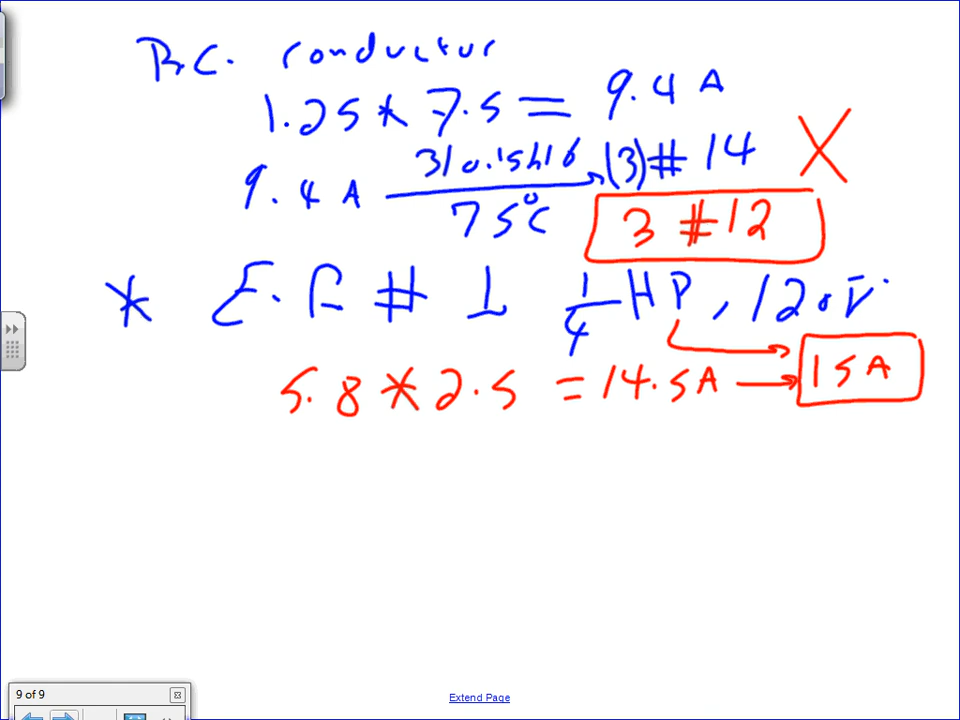 B.C. conductor
1.25 * 7.5 = 9.4 A
9.4 A 310.15b16 75°C (3) # 14 X
3 #12
* E.F # 1 1/4 HP, 120V.
5.8 * 2.5 = 14.5A → 15A
9 of 9
Extend Page